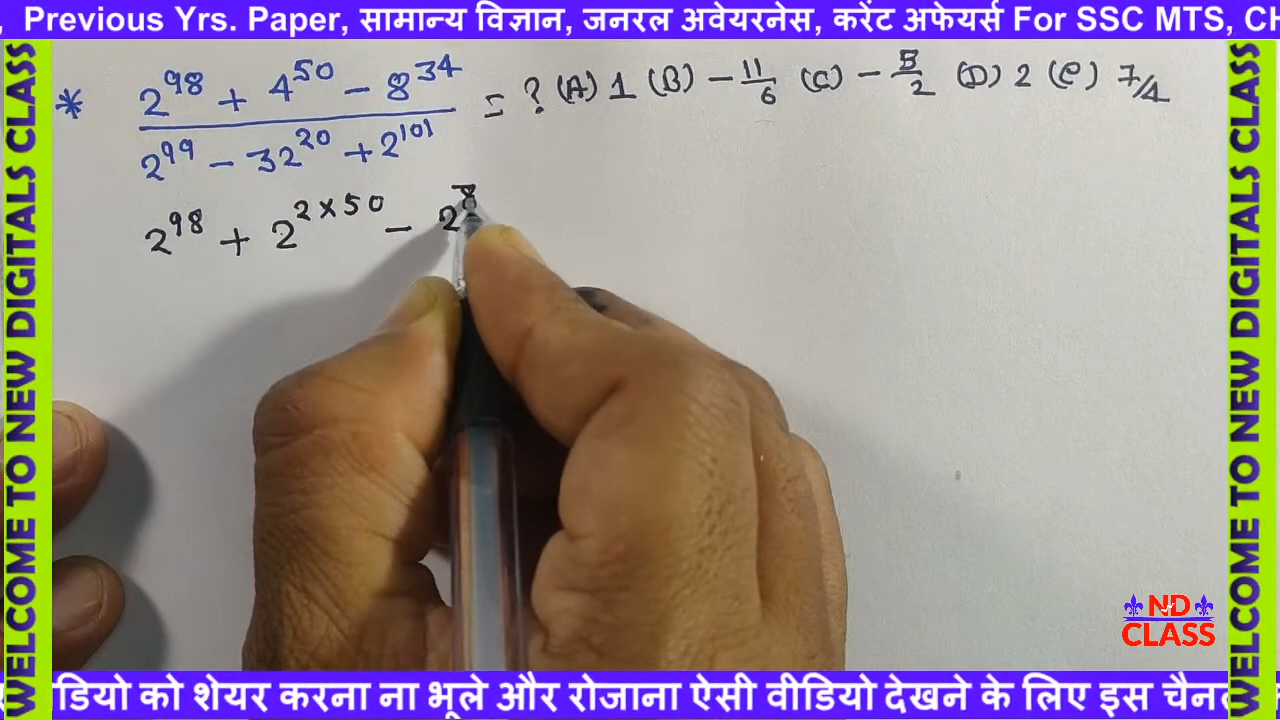 , Previous Yrs. Paper, सामान्य विज्ञान, जनरल अवेयरनेस, करेंट अफेयर्स For SSC MTS, CH
WELCOME TO NEW DIGITALS CLASS
* (2^98 + 4^50 - 8^34) / (2^99 - 32^20 + 2^101) = ? (A) 1 (B) - 11/6 (C) - 5/2 (D) 2 (e) 7/4
2^98 + 2^2×50 - 2
ND
CLASS
WELCOME TO NEW DIGITALS CLASS
डियो को शेयर करना ना भूले और रोजाना ऐसी वीडियो देखने के लिए इस चैन